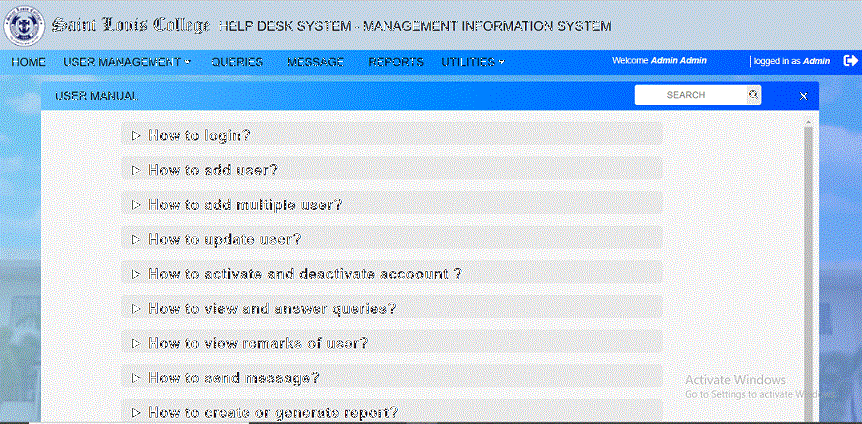 Saint Louis College HELP DESK SYSTEM - MANAGEMENT INFORMATION SYSTEM
HOME USER MANAGEMENT QUERIES MESSAGE REPORTS UTILITIES Welcome Admin Admin logged in as Admin
USER MANUAL SEARCH X
How to login?
How to add user?
How to add multiple user?
How to update user?
How to activate and deactivate accoount ?
How to view and answer queries?
How to view remarks of user?
How to send message?
Activate Windows
Go to Settings to activate Windows
How to create or generate report?